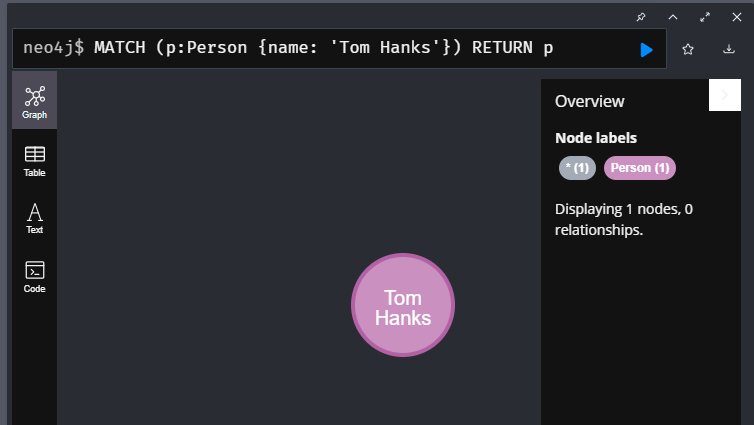 neo4j$ MATCH (p:Person {name: 'Tom Hanks'}) RETURN p
Graph
Table
Text
Code
Tom
Hanks
Overview
Node labels
* (1) Person (1)
Displaying 1 nodes, 0
relationships.